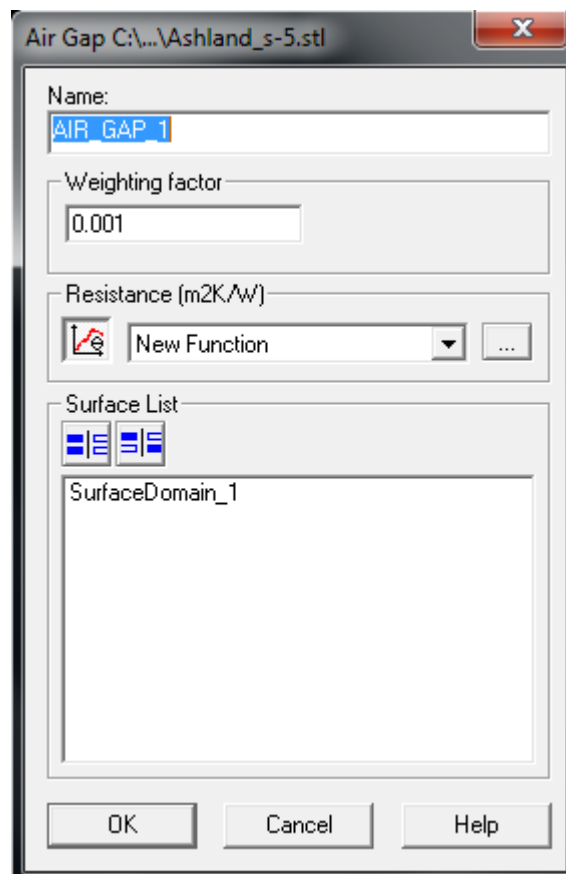 Air Gap C:\...\Ashland_s-5.stl
Name:
AIR_GAP_1
Weighting factor
0.001
Resistance (m2K/W)
New Function
...
Surface List
SurfaceDomain_1
OK
Cancel
Help